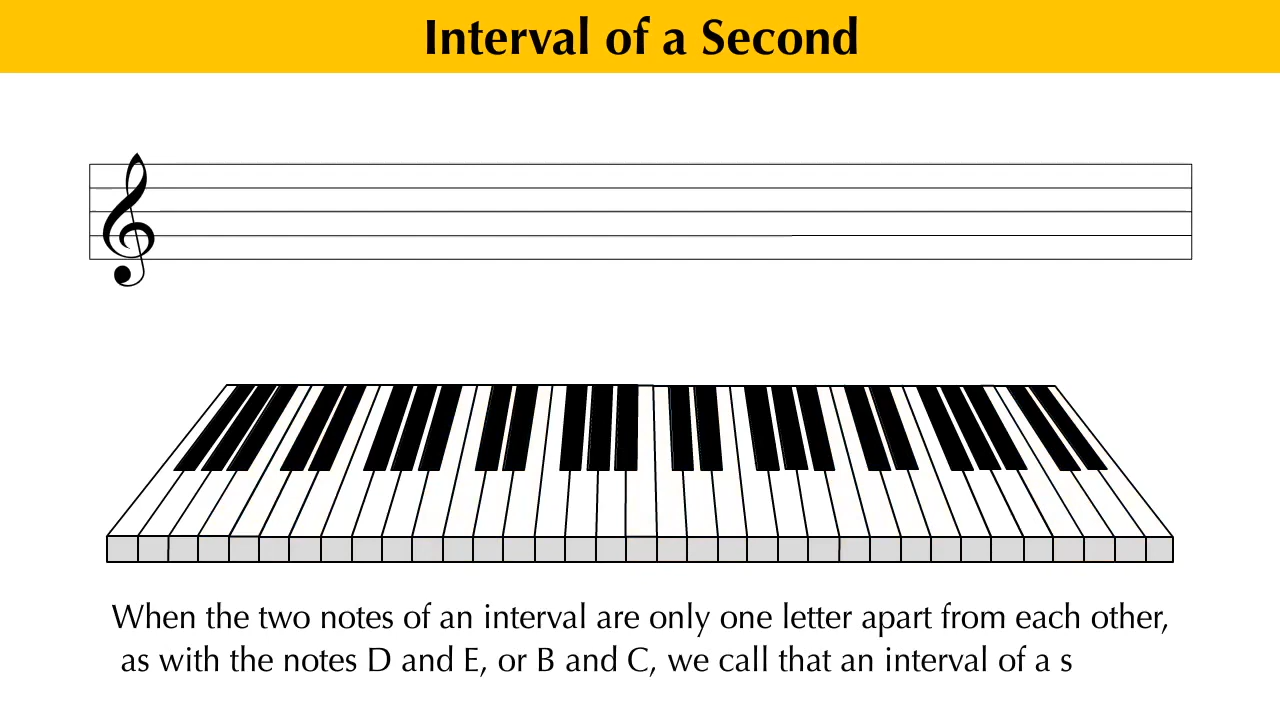 Interval of a Second
When the two notes of an interval are only one letter apart from each other,
as with the notes D and E, or B and C, we call that an interval of a s